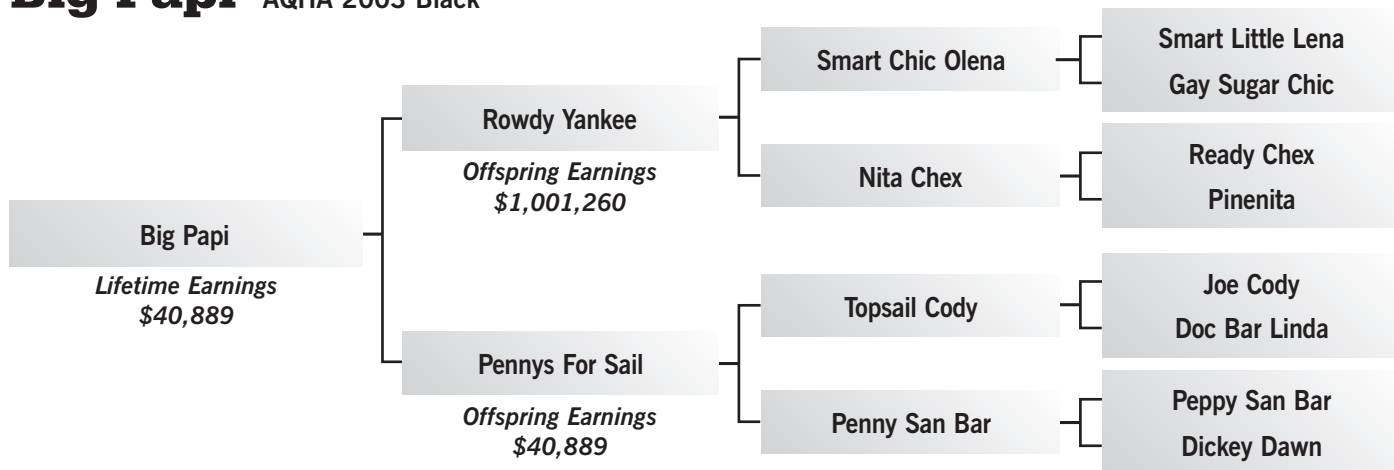 Big Papi AQHA 2003 Black
Smart Chic Olena
Smart Little Lena
Gay Sugar Chic
Rowdy Yankee
Offspring Earnings
$1,001,260
Nita Chex
Ready Chex
Pinenita
Big Papi
Lifetime Earnings
$40,889
Topsail Cody
Joe Cody
Doc Bar Linda
Pennys For Sail
Offspring Earnings
$40,889
Penny San Bar
Peppy San Bar
Dickey Dawn